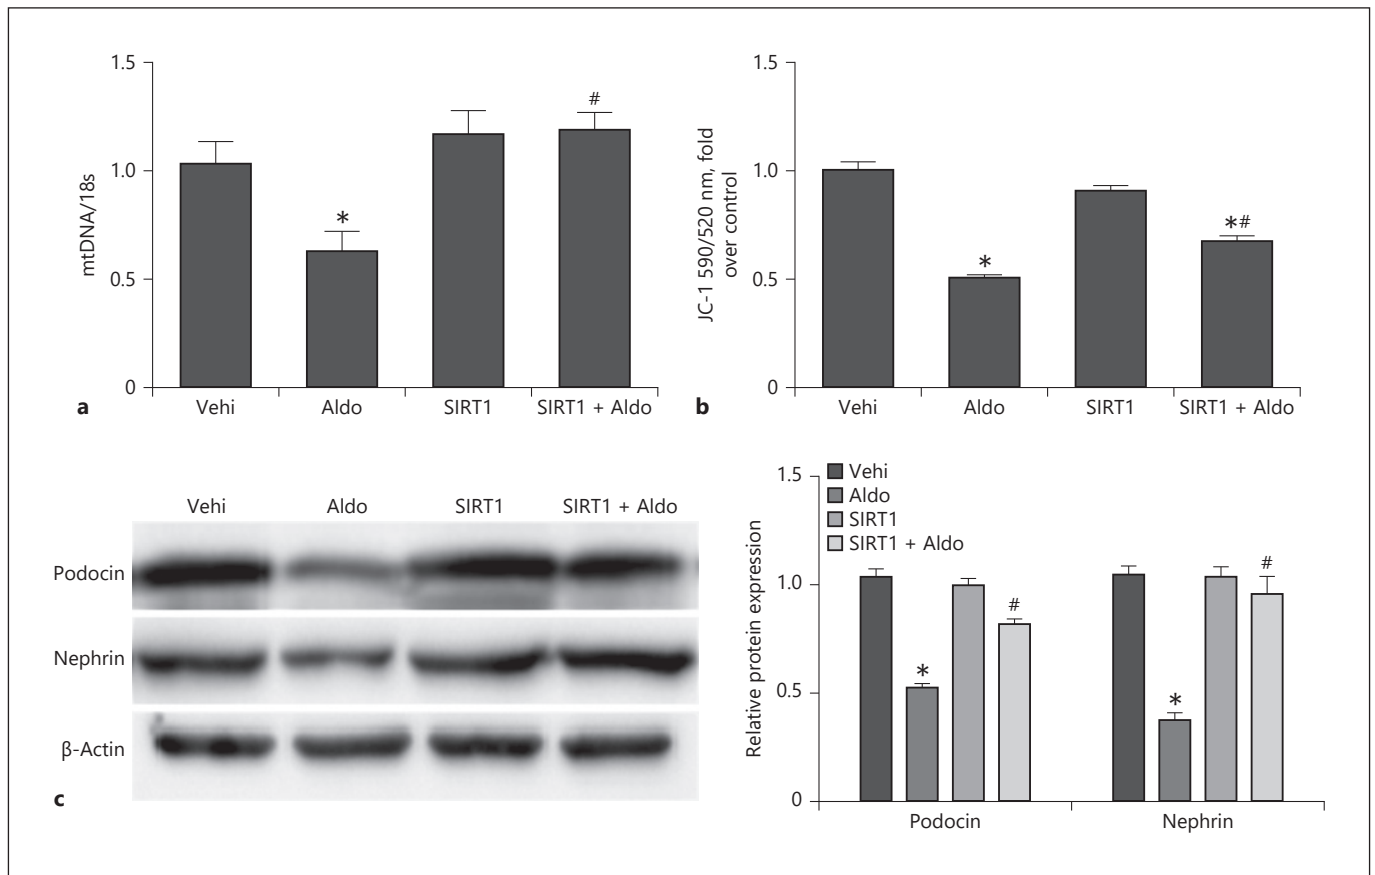 1.5
1.0
0.5
0
mtDNA/18s
*
#
Vehi
Aldo
SIRT1
SIRT1 + Aldo
a
1.5
1.0
0.5
0
JC-1 590/520 nm, fold
over control
*
*#
Vehi
Aldo
SIRT1
SIRT1 + Aldo
b
Vehi
Aldo
SIRT1
SIRT1 + Aldo
Podocin
Nephrin
β-Actin
c
1.5
1.0
0.5
0
Relative protein expression
Vehi
Aldo
SIRT1
SIRT1 + Aldo
*
#
*
#
Podocin
Nephrin